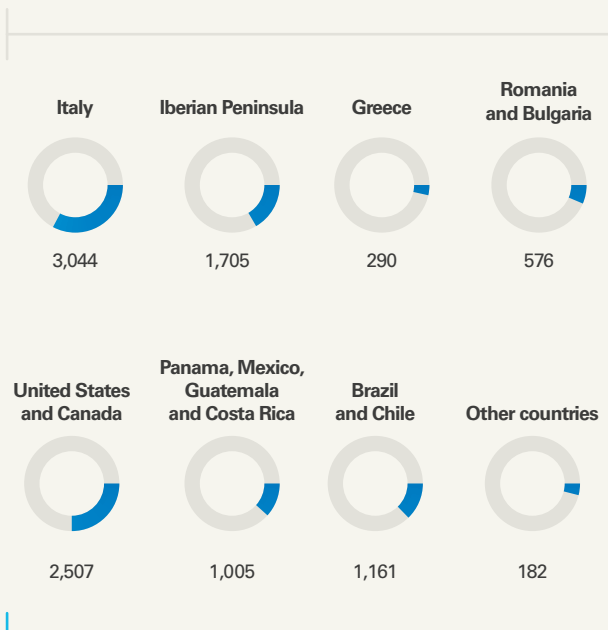 Italy
Iberian Peninsula
Greece
Romania
and Bulgaria
3,044
1,705
290
576
United States
and Canada
Panama, Mexico,
Guatemala
and Costa Rica
Brazil
and Chile
Other countries
2,507
1,005
1,161
182